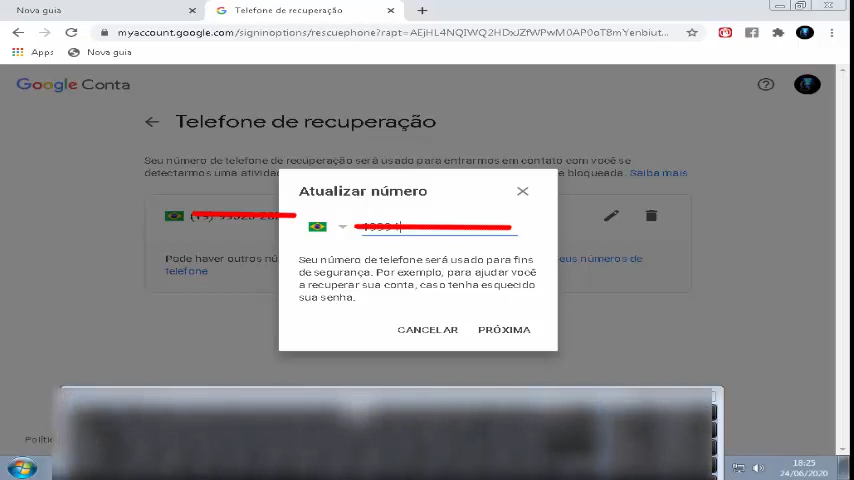 Nova guia
Telefone de recuperação
myaccount.google.com/signinoptions/rescuephone?rapt=
Apps
Nova guia
Google Conta
Telefone de recuperação
Seu número de telefone de recuperação será usado para entrarmos em contato com você se
detectarmos uma
bloqueada. Saiba mais
Atualizar número
Pode haver outros
números de
telefone
Seu número de telefone será usado para fins
de segurança. Por exemplo, para ajudar você
a recuperar sua conta, caso tenha esquecido
sua senha.
CANCELAR PRÓXIMA
18:25
24/06/2020